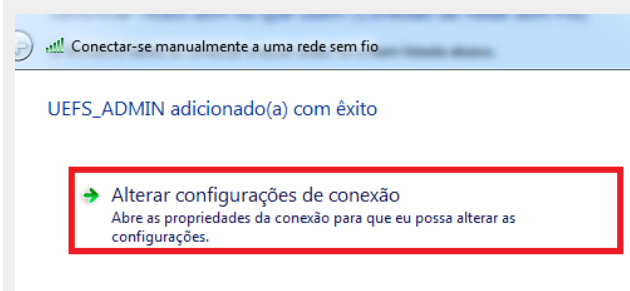 Conectar-se manualmente a uma rede sem fio
UEFS_ADMIN adicionado(a) com êxito
Alterar configurações de conexão
Abre as propriedades da conexão para que eu possa alterar as
configurações.